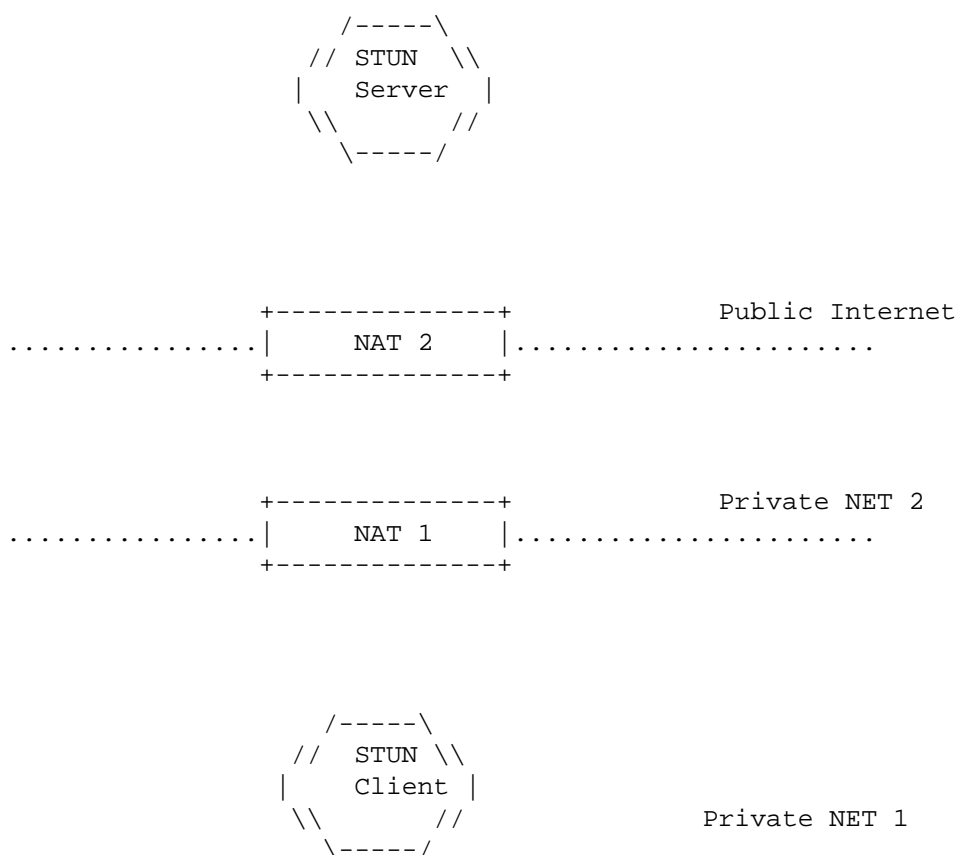 /-----\
// STUN \\
| Server |
\\ //
\-----/
+--------------+ Public Internet
................| NAT 2 |.......................
+--------------+
+--------------+ Private NET 2
................| NAT 1 |.......................
+--------------+
/-----\
// STUN \\
| Client |
\\ // Private NET 1
\-----/